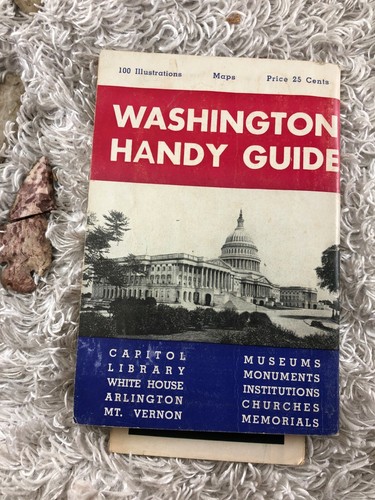 100 Illustrations Maps Price 25 Cents
WASHINGTON
HANDY GUIDE
CAPITOL
LIBRARY
WHITE HOUSE
ARLINGTON
MT. VERNON
MUSEUMS
MONUMENTS
INSTITUTIONS
CHURCHES
MEMORIALS